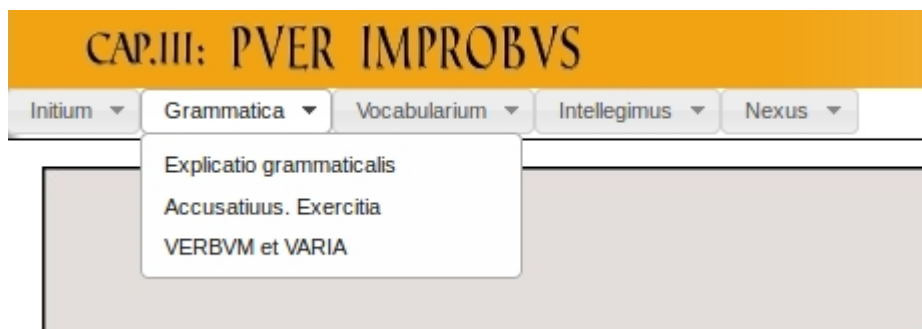 CAP.III: PVER IMPROBVS
Initium Grammatica Vocabularium Intellegimus Nexus
Explicatio grammaticalis
Accusatiuus. Exercitia
VERBVM et VARIA